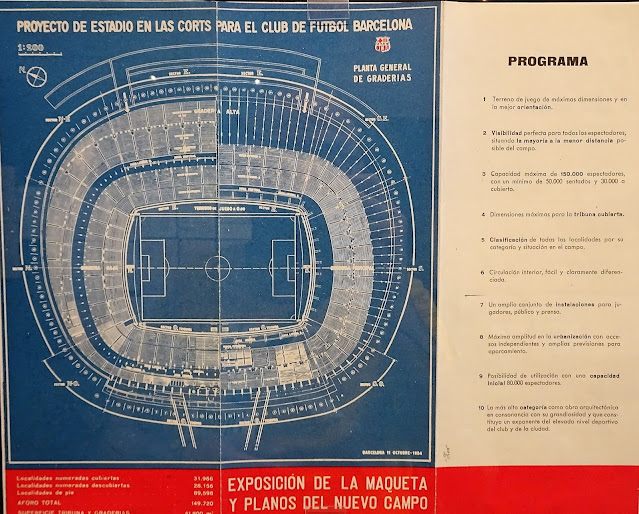 PROYECTO DE ESTADIO EN LAS CORTS PARA EL CLUB DE FUTBOL BARCELONA
1:200
N.
PLANTA GENERAL
DE GRADERIAS
GRADERIA ALTA
BARCELONA 11 OCTUBRE - 1954
Localidades numeradas cubiertas 31.966
Localidades numeradas descubiertas 28.156
Localidades de pie 89.598
AFORO TOTAL 149.720
SUPERFICIE TRIBUNA Y GRADERIAS
EXPOSICIÓN DE LA MAQUETA
Y PLANOS DEL NUEVO CAMPO
PROGRAMA
1 Terreno de juego de máximas dimensiones y en
la mejor orientación.
2 Visibilidad perfecta para todos los espectadores,
situando la mayoría a la menor distancia po-
sible del campo.
3 Capacidad máxima de 150.000 espectadores,
con un mínimo de 50.000 sentados y 30.000 a
cubierto.
4 Dimensiones máximas para la tribuna cubierta.
5 Clasificación de todas las localidades por su
categoría y situación en el campo.
6 Circulación interior, fácil y claramente diferen-
ciada.
7 Un amplio conjunto de instalaciones para ju-
gadores, público y prensa.
8 Máxima amplitud en la urbanización con acce-
sos independientes y amplias previsiones para
aparcamiento.
9 Posibilidad de utilización con una capacidad
inicial 80.000 espectadores.
10 La más alta categoría como obra arquitectónica
en consonancia con su grandiosidad y que cons-
tituya un exponente del elevado nivel deportivo
del club y de la ciudad.